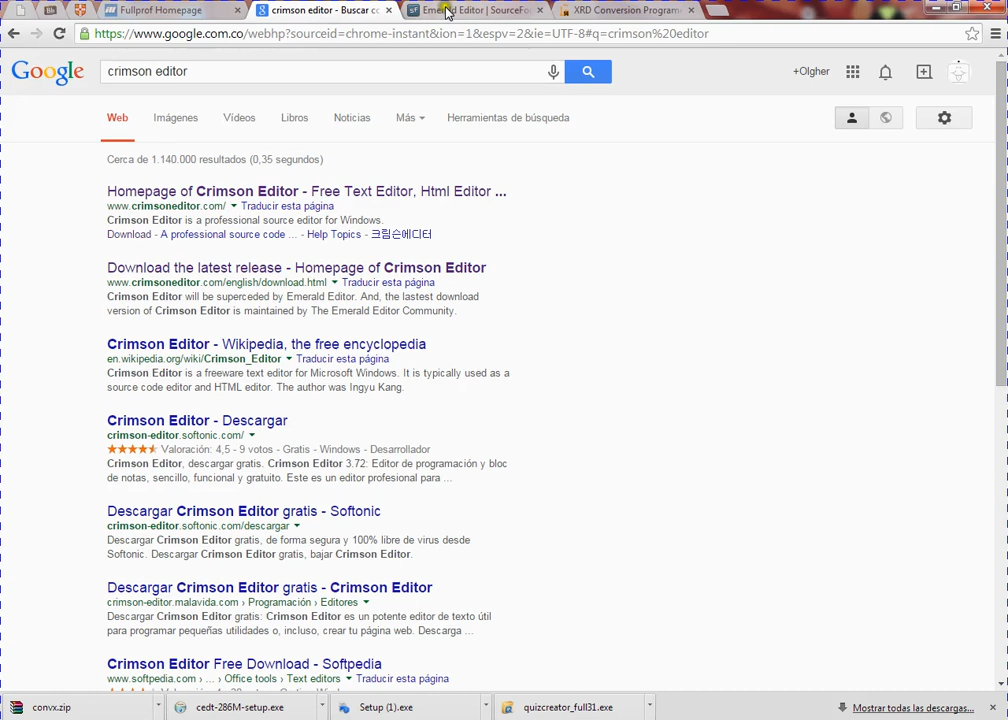 Fullprof Homepage
crimson editor - Buscar co
Emerald Editor | SourceFo
XRD Conversion Program
https://www.google.com.co/webhp?sourceid=chrome-instant&ion=1&espv=2&ie=UTF-8#q=crimson%20editor
Google
crimson editor
+Olgher
Web
Imágenes
Vídeos
Libros
Noticias
Más
Herramientas de búsqueda
Cerca de 1.140.000 resultados (0,35 segundos)
Homepage of Crimson Editor - Free Text Editor, Html Editor ...
www.crimsoneditor.com/ Traducir esta página
Crimson Editor is a professional source editor for Windows.
Download - A professional source code ... - Help Topics - 크림슨에디터
Download the latest release - Homepage of Crimson Editor
www.crimsoneditor.com/english/download.html Traducir esta página
Crimson Editor will be superceded by Emerald Editor. And, the lastest download
version of Crimson Editor is maintained by The Emerald Editor Community.
Crimson Editor - Wikipedia, the free encyclopedia
en.wikipedia.org/wiki/Crimson_Editor Traducir esta página
Crimson Editor is a freeware text editor for Microsoft Windows. It is typically used as a
source code editor and HTML editor. The author was Ingyu Kang.
Crimson Editor - Descargar
crimson-editor.softonic.com/
Valoración: 4,5 - 9 votos - Gratis - Windows - Desarrollador
Crimson Editor, descargar gratis. Crimson Editor 3.72: Editor de programación y bloc
de notas, sencillo, funcional y gratuito. Este es un editor profesional para ...
Descargar Crimson Editor gratis - Softonic
crimson-editor.softonic.com/descargar
Descargar Crimson Editor gratis, de forma segura y 100% libre de virus desde
Softonic. Descargar Crimson Editor gratis, bajar Crimson Editor.
Descargar Crimson Editor gratis - Crimson Editor
crimson-editor.malavida.com › Programación › Editores
Descargar Crimson Editor gratis: Crimson Editor es un potente editor de texto útil
para programar pequeñas utilidades o, incluso, crear tu página web. Descarga ...
Crimson Editor Free Download - Softpedia
www.softpedia.com › ... › Office tools › Text editors Traducir esta página
convx.zip
cedt-286M-setup.exe
Setup (1).exe
quizcreator_full31.exe
Mostrar todas las descargas...